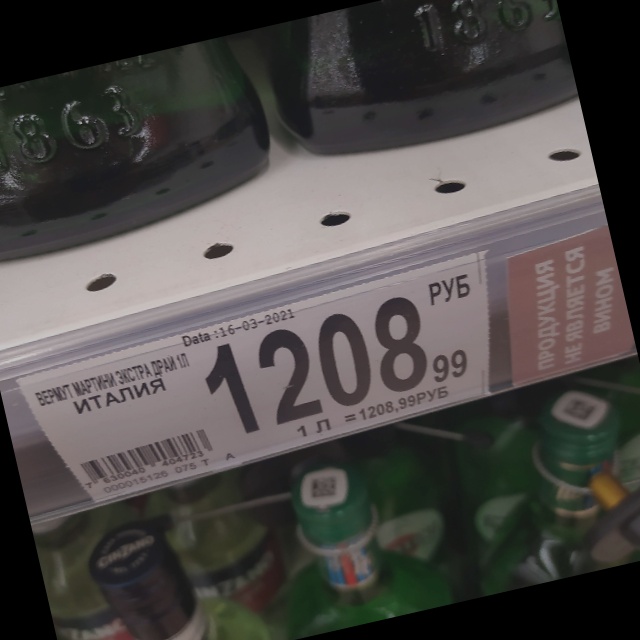 1863
1863
Data :16-03-2021
ВЕРМУТ МАРТИНИ ЭКСТРА ДРАЙ 1Л
ИТАЛИЯ
1208 99
РУБ
1 Л =1208,99РУБ
ПРОДУКЦИЯ
НЕ ЯВЛЯЕТСЯ
ВИНОМ